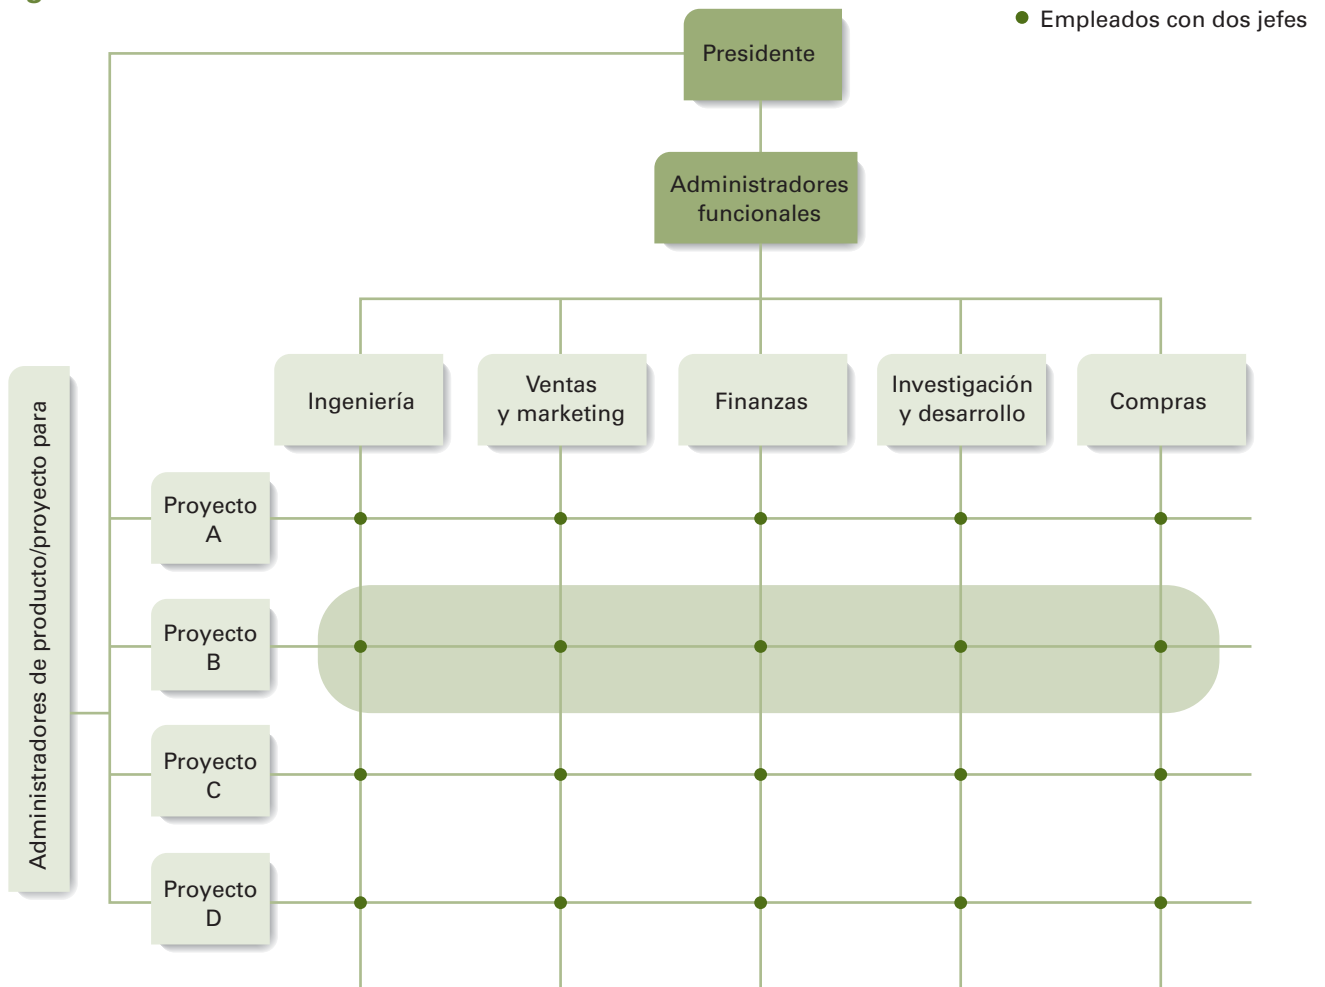 Empleados con dos jefes
Presidente
Administradores
funcionales
Ingeniería
Ventas
y marketing
Finanzas
Investigación
y desarrollo
Compras
Administradores de producto/proyecto para
Proyecto
A
Proyecto
B
Proyecto
C
Proyecto
D